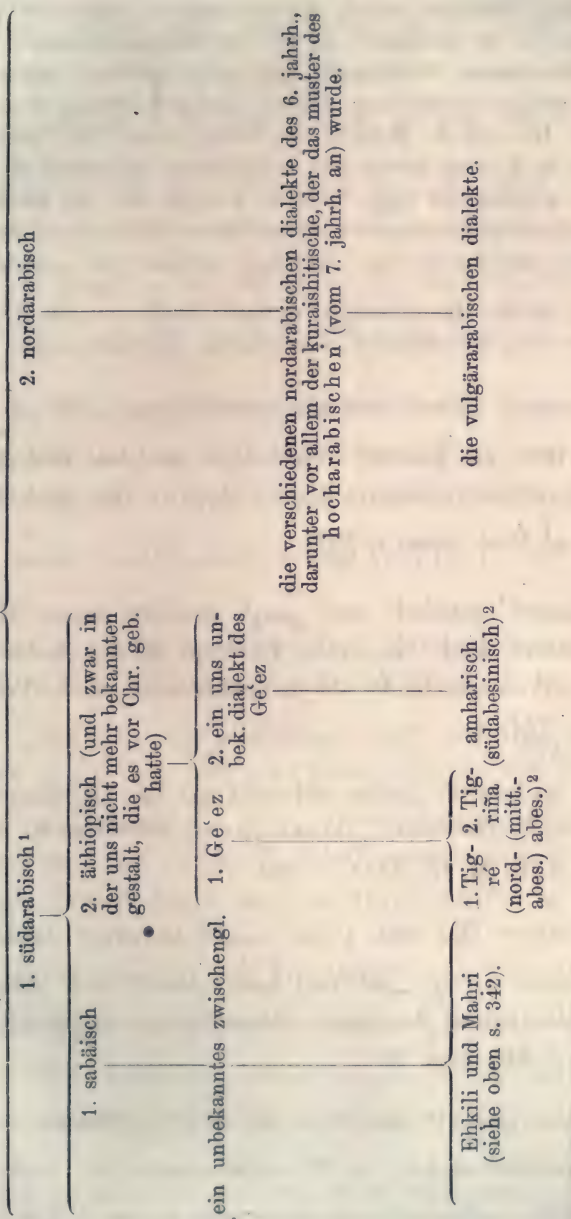 1. südarabisch ¹
2. nordarabisch
1. sabäisch
2. äthiopisch (und zwar in
der uns nicht mehr bekannten
gestalt, die es vor Chr. geb.
hatte)
ein unbekanntes zwischengl.
1. Geʿez
2. ein uns un-
bek. dialekt des
Geʿez
die verschiedenen nordarabischen dialekte des 6. jahrh.,
darunter vor allem der kuraishitische, der das muster des
hocharabischen (vom 7. jahrh. an) wurde.
Ehkili und Mahri
(siehe oben s. 342).
1. Tig-
ré
(nord-
abes.)
2. Tig-
riña
(mitt.-
abes.) ²
amharisch
(südabesinisch) ²
die vulgärarabischen dialekte.